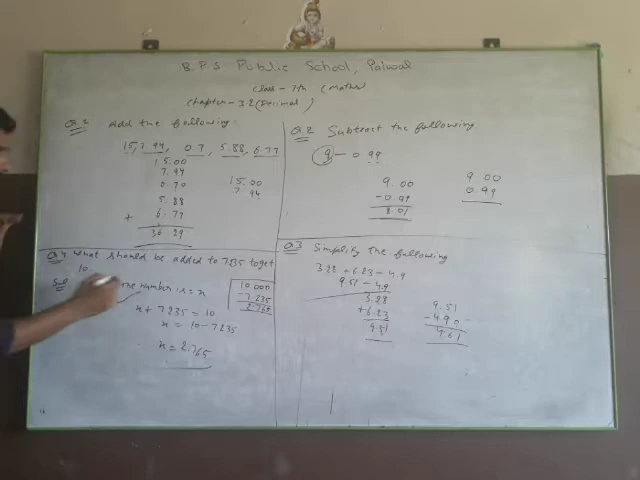 B.P.S Public School, Palwal
Class - 7th (Maths)
Chapter - 3.2 (Decimal)
Q.1 Add the following:
15, 7.94, 0.7, 5.88, 6.77
15.00
7.94
0.70
5.88
+ 6.77
36.29
15.00
7.94
Q.2 Subtract the following
9 - 0.99
9.00
-0.99
8.01
9.00
0.99
Q.4 What should be added to 7.235 to get
10
Sol
the number is = x
x + 7.235 = 10
x = 10 - 7.235
x = 2.765
10.000
-7.235
2.765
Q.3 Simplify the following
3.28 + 6.23 - 4.9
9.51 - 4.9
3.28
+6.23
9.51
9.51
-4.90
4.61